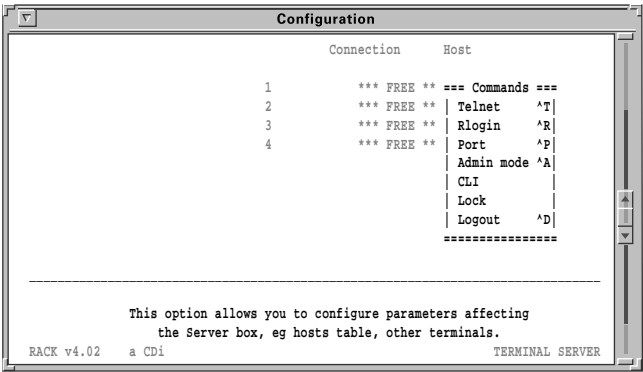 Configuration
Connection Host
1 *** FREE ** === Commands ===
2 *** FREE ** | Telnet ^T|
3 *** FREE ** | Rlogin ^R|
4 *** FREE ** | Port ^P|
| Admin mode ^A|
| CLI |
| Lock |
| Logout ^D|
================
This option allows you to configure parameters affecting
the Server box, eg hosts table, other terminals.
RACK v4.02 a CDi TERMINAL SERVER